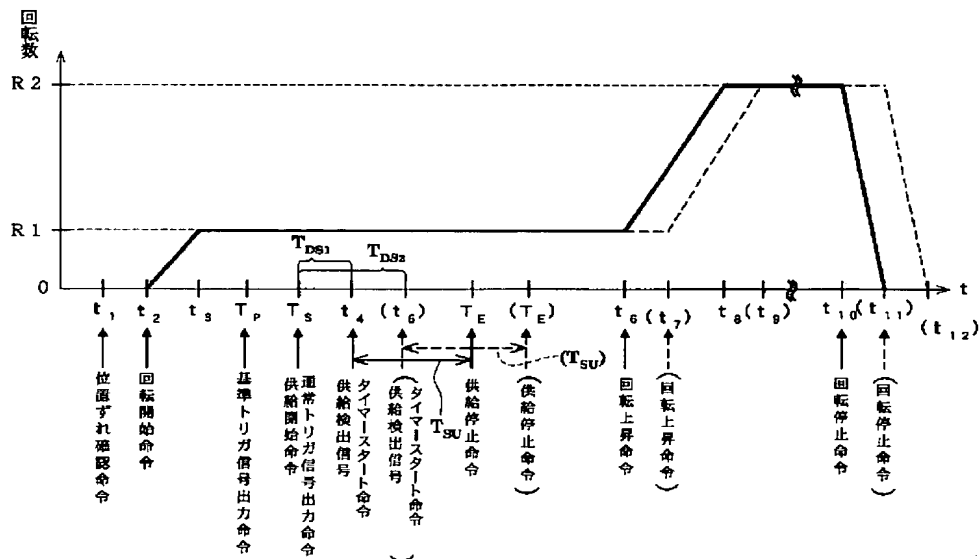 回転数
R2
R1
0
T_DS1
T_DS2
t
t₁
t₂
t₃
T_P
T_S
t₄
(t₅)
T_E
(T_E)
t₆
(t₇)
t₈
(t₉)
t₁₀
(t₁₁)
(t₁₂)
(T_SU)
T_SU
位置ずれ確認命令
回転開始命令
基準トリガ信号出力命令
供給開始命令
通常トリガ信号出力命令
供給検出信号
タイマースタート命令
(供給検出信号
タイマースタート命令)
供給停止命令
(供給停止命令)
回転上昇命令
(回転上昇命令)
回転停止命令
(回転停止命令)